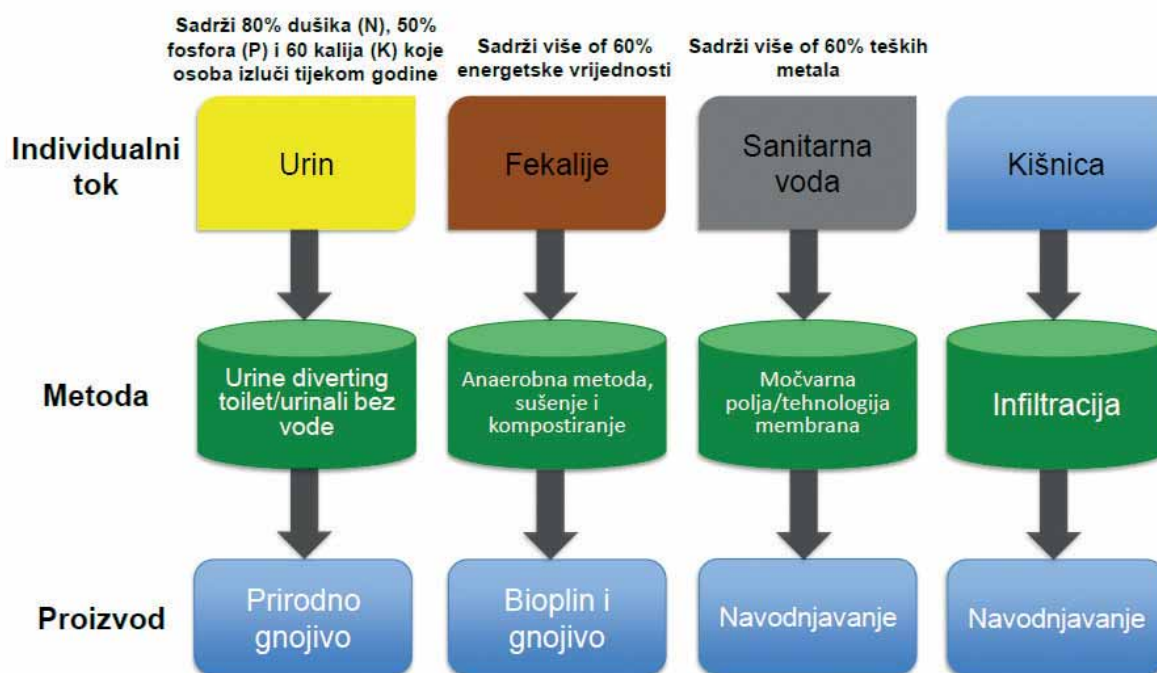 Sadrži 80% dušika (N), 50%
fosfora (P) i 60 kalija (K) koje
osoba izluči tijekom godine
Sadrži više of 60%
energetske vrijednosti
Sadrži više of 60% teških
metala
Individualni
tok
Urin
Fekalije
Sanitarna
voda
Kišnica
Metoda
Urine diverting
toilet/urinali bez
vode
Anaerobna metoda,
sušenje i
kompostiranje
Močvarna
polja/tehnologija
membrana
Infiltracija
Proizvod
Prirodno
gnojivo
Bioplin i
gnojivo
Navodnjavanje
Navodnjavanje